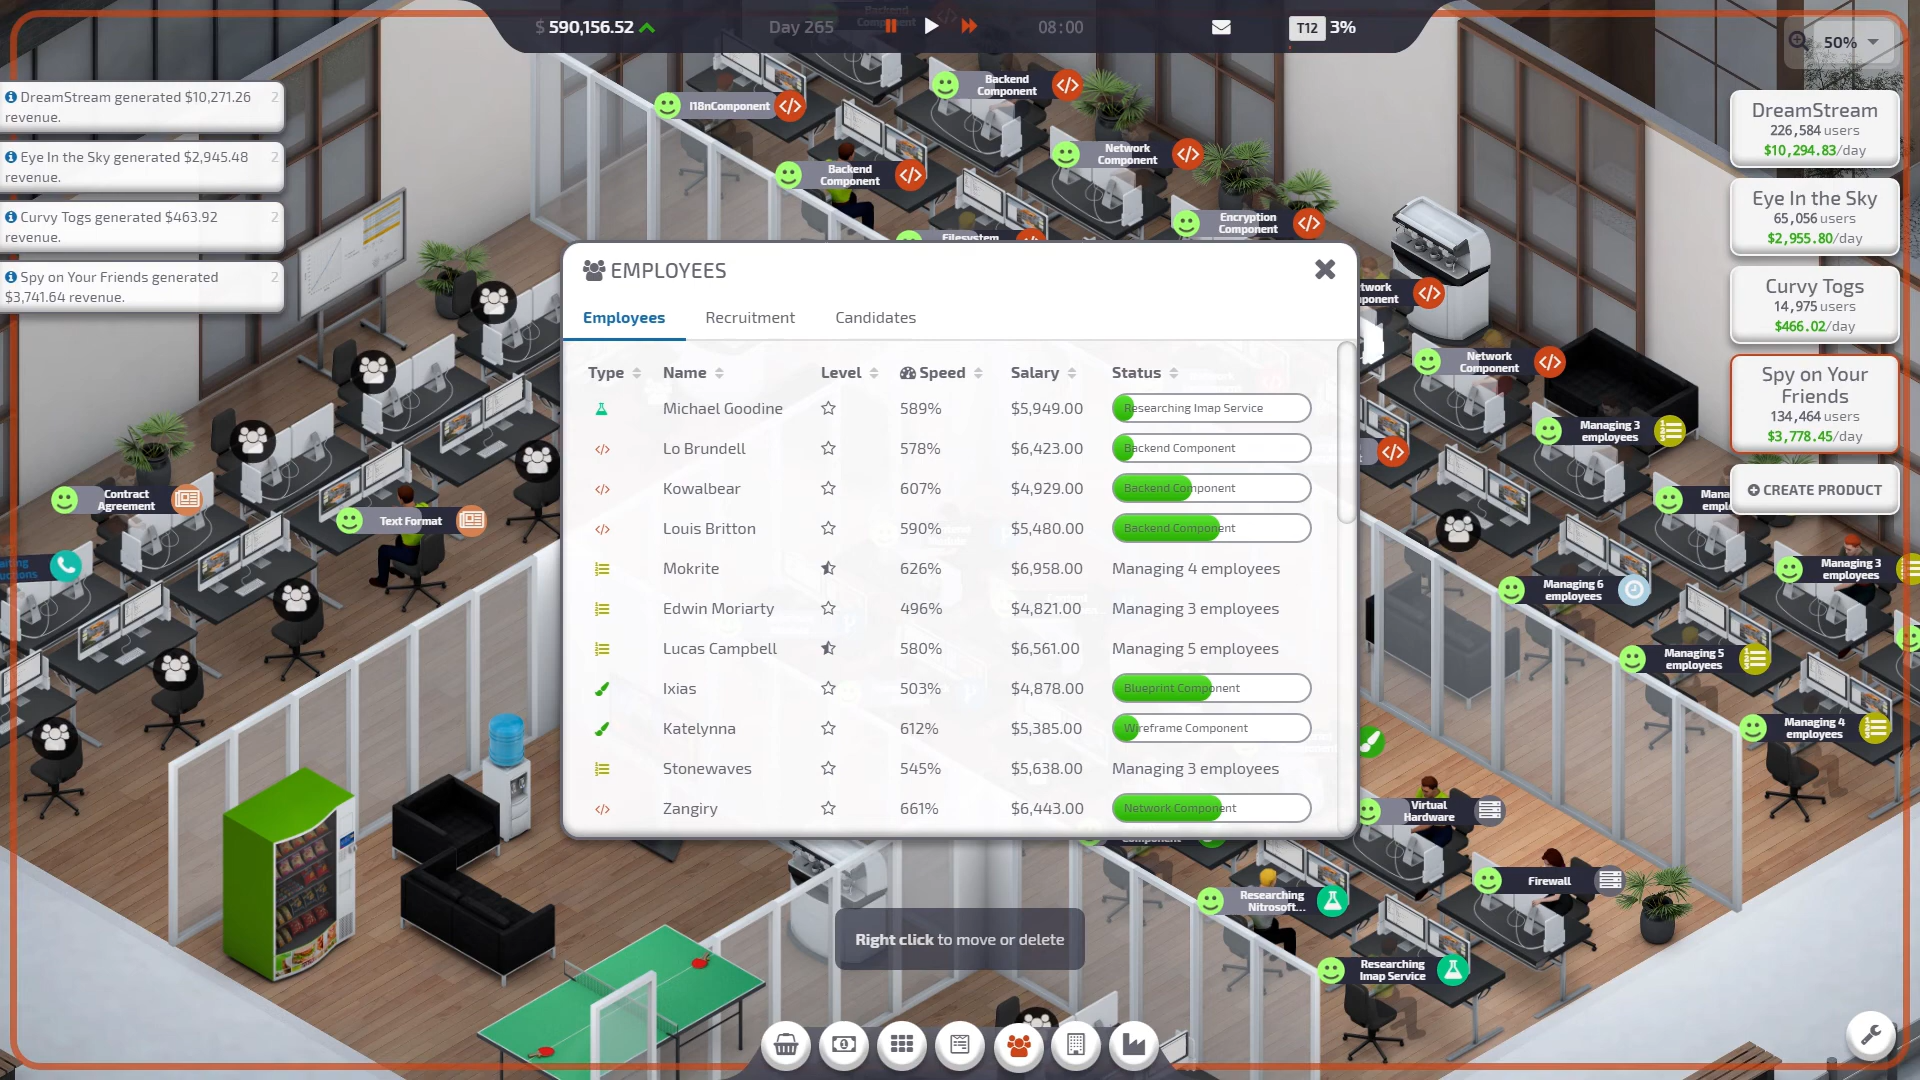 $ 590,156.52
Day 265
08:00
T12 3%
50%
DreamStream generated $10,271.26 2
revenue.
Eye In the Sky generated $2,945.48 2
revenue.
Curvy Togs generated $463.92 2
revenue.
Spy on Your Friends generated 2
$3,741.64 revenue.
DreamStream
226,584 users
$10,294.83/day
Eye In the Sky
65,056 users
$2,955.80/day
Curvy Togs
14,975 users
$466.02/day
Spy on Your
Friends
134,464 users
$3,778.45/day
CREATE PRODUCT
Backend
Component
I18nComponent
Backend
Component
Network
Component
Backend
Component
Encryption
Component
Filesystem
Network
Component
Managing 3
employees
Managing 3
employees
Managing 6
employees
Managing 5
employees
Managing 4
employees
Contract
Agreement
Text Format
EMPLOYEES
Employees Recruitment Candidates
Type Name Level Speed Salary Status
Michael Goodine 589% $5,949.00 Researching Imap Service
Lo Brundell 578% $6,423.00 Backend Component
Kowalbear 607% $4,929.00 Backend Component
Louis Britton 590% $5,480.00 Backend Component
Mokrite 626% $6,958.00 Managing 4 employees
Edwin Moriarty 496% $4,821.00 Managing 3 employees
Lucas Campbell 580% $6,561.00 Managing 5 employees
Ixias 503% $4,878.00 Blueprint Component
Katelynna 612% $5,385.00 Wireframe Component
Stonewaves 545% $5,638.00 Managing 3 employees
Zangiry 661% $6,443.00 Network Component
Virtual
Hardware
Firewall
Researching
Nitrosoft...
Researching
Imap Service
Right click to move or delete